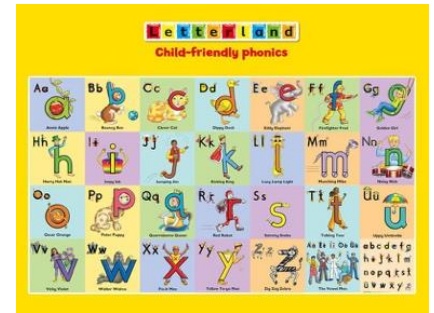 Letterland
Child-friendly phonics
Aa Bb Cc Dd Ee Ff Gg
Annie Apple Bouncy Ben Clever Cat Dippy Duck Eddy Elephant Firefighter Fred Golden Girl
Hh Ii Jj Kk Ll Mm Nn
Harry Hat Man Impy Ink Jumping Jim Kicking King Lucy Lamp Light Munching Mike Noisy Nick
Oo Pp Qq Rr Ss Tt Uu
Oscar Orange Peter Puppy Quarrelsome Queen Red Robot Sammy Snake Talking Tess Uppy Umbrella
Vv Ww Xx Yy Zz Aa Ee Ii Oo Uu abcdefg
hijklm
nopqrst
uvwxyz
Vicky Violet Walter Walrus Fix-it Max Yellow Yo-yo Man Zig Zag Zebra The Vowel Men